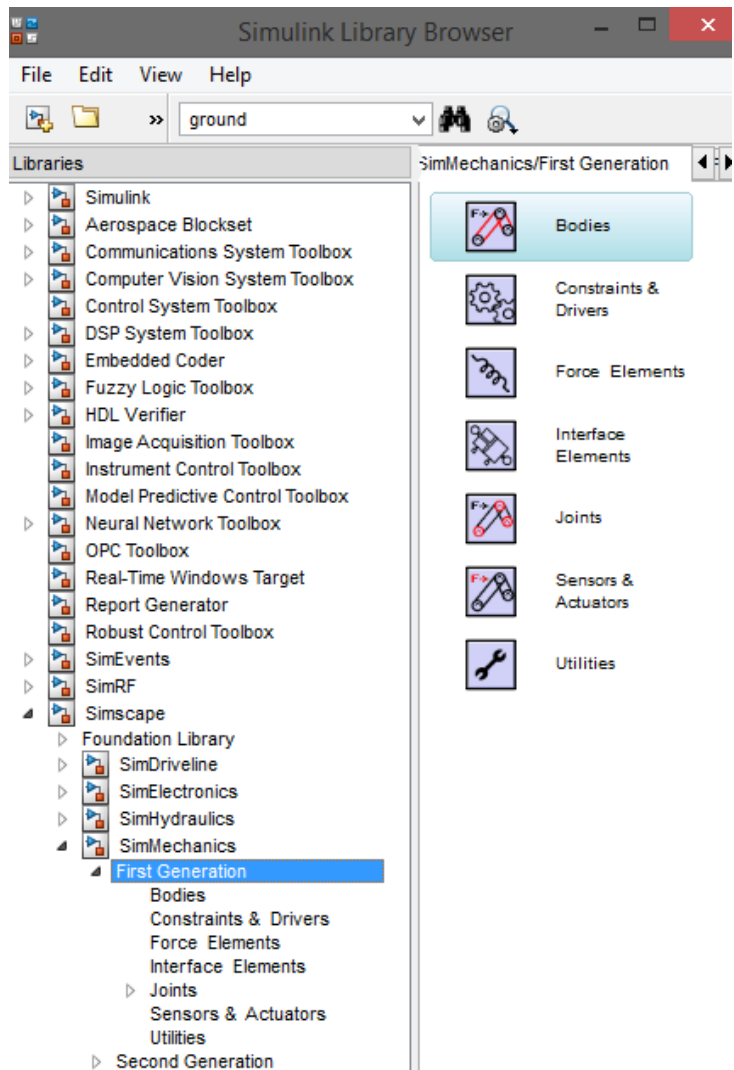 Simulink Library Browser
File Edit View Help
» ground
Libraries
SimMechanics/First Generation
Simulink
Aerospace Blockset
Communications System Toolbox
Computer Vision System Toolbox
Control System Toolbox
DSP System Toolbox
Embedded Coder
Fuzzy Logic Toolbox
HDL Verifier
Image Acquisition Toolbox
Instrument Control Toolbox
Model Predictive Control Toolbox
Neural Network Toolbox
OPC Toolbox
Real-Time Windows Target
Report Generator
Robust Control Toolbox
SimEvents
SimRF
Simscape
Foundation Library
SimDriveline
SimElectronics
SimHydraulics
SimMechanics
First Generation
Bodies
Constraints & Drivers
Force Elements
Interface Elements
Joints
Sensors & Actuators
Utilities
Second Generation
Bodies
Constraints &
Drivers
Force Elements
Interface
Elements
Joints
Sensors &
Actuators
Utilities